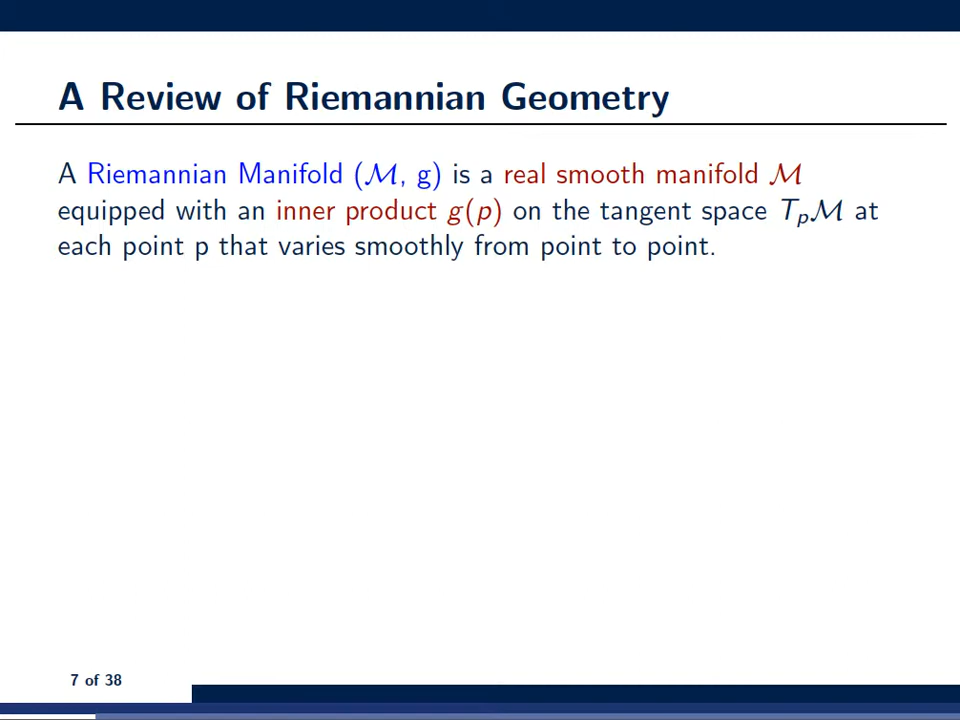 A Review of Riemannian Geometry
A Riemannian Manifold (ℳ, g) is a real smooth manifold ℳ
equipped with an inner product g(p) on the tangent space Tₚℳ at
each point p that varies smoothly from point to point.
7 of 38